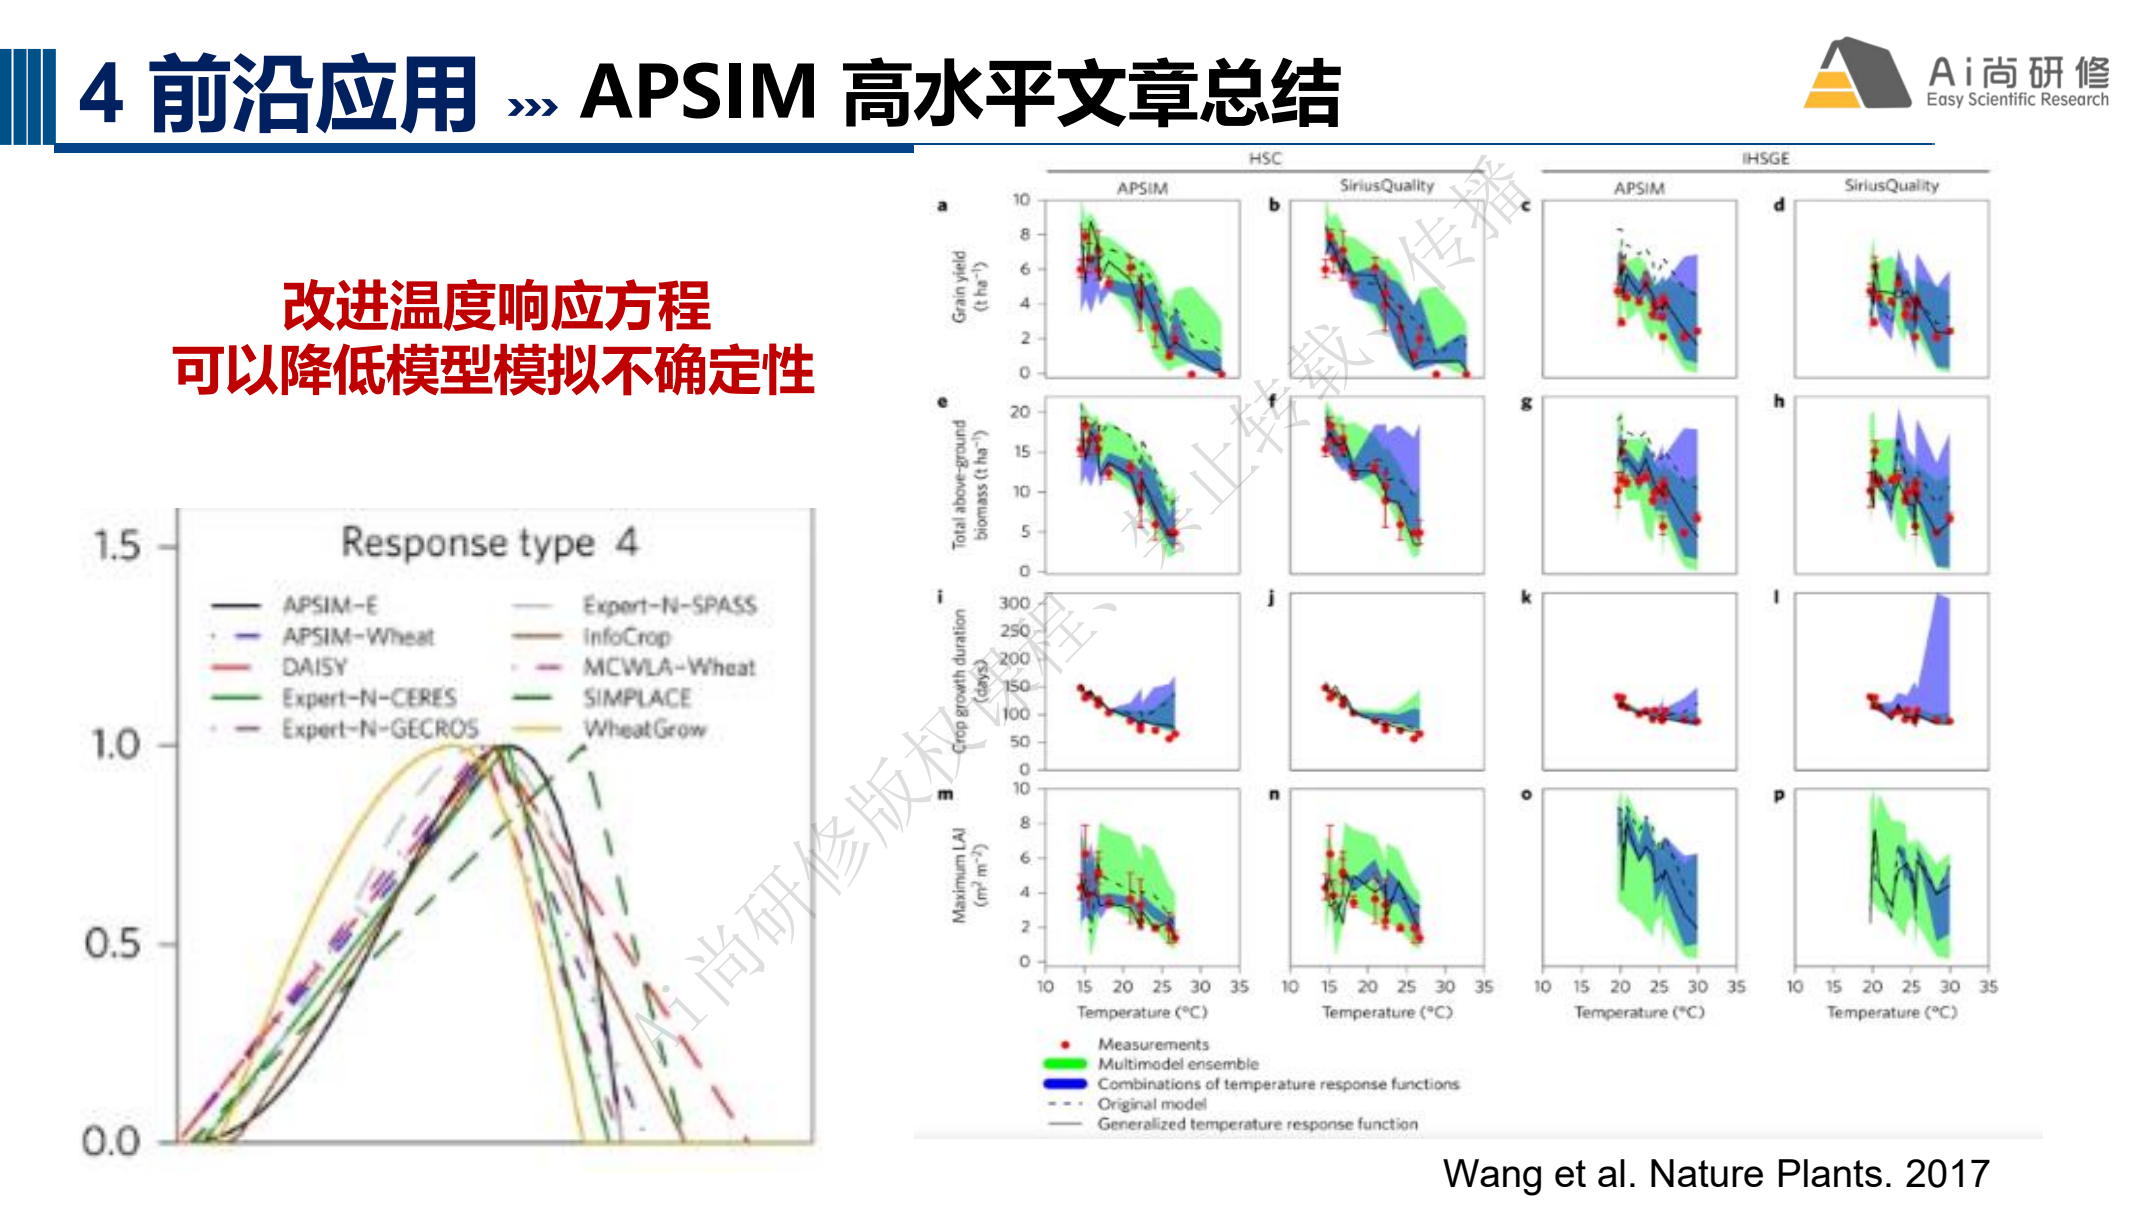 4 前沿应用 ››› APSIM 高水平文章总结
Ai尚研修
Easy Scientific Research
改进温度响应方程
可以降低模型模拟不确定性
Response type 4
1.5
1.0
0.5
0.0
APSIM-E
APSIM-Wheat
DAISY
Expert-N-CERES
Expert-N-GECROS
Expert-N-SPASS
InfoCrop
MCWLA-Wheat
SIMPLACE
WheatGrow
HSC
IHSGE
APSIM
SiriusQuality
APSIM
SiriusQuality
a
b
c
d
Grain yield
(t ha⁻¹)
10
8
6
4
2
0
e
f
g
h
Total above-ground
biomass (t ha⁻¹)
20
15
10
5
0
i
j
k
l
Crop growth duration
(days)
300
250
200
150
100
50
0
m
n
o
p
Maximum LAI
(m² m⁻²)
10
8
6
4
2
0
10 15 20 25 30 35
10 15 20 25 30 35
10 15 20 25 30 35
10 15 20 25 30 35
Temperature (°C)
Temperature (°C)
Temperature (°C)
Temperature (°C)
Measurements
Multimodel ensemble
Combinations of temperature response functions
Original model
Generalized temperature response function
Ai尚研修版权课程、禁止转载、传播
Wang et al. Nature Plants. 2017